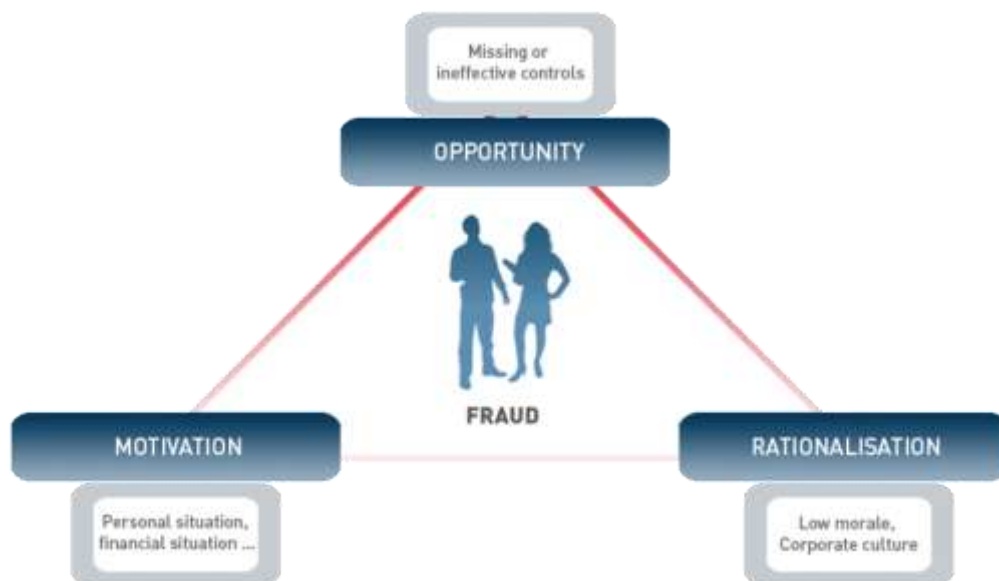 Missing or
ineffective controls
OPPORTUNITY
FRAUD
MOTIVATION
RATIONALISATION
Personal situation,
financial situation ...
Low morale,
Corporate culture